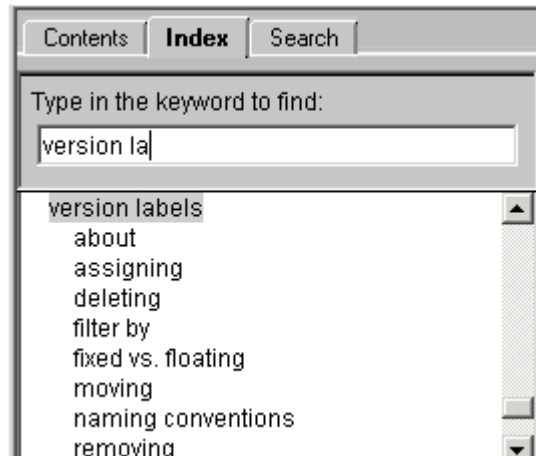 Contents Index Search
Type in the keyword to find:
version la
version labels
about
assigning
deleting
filter by
fixed vs. floating
moving
naming conventions
removing